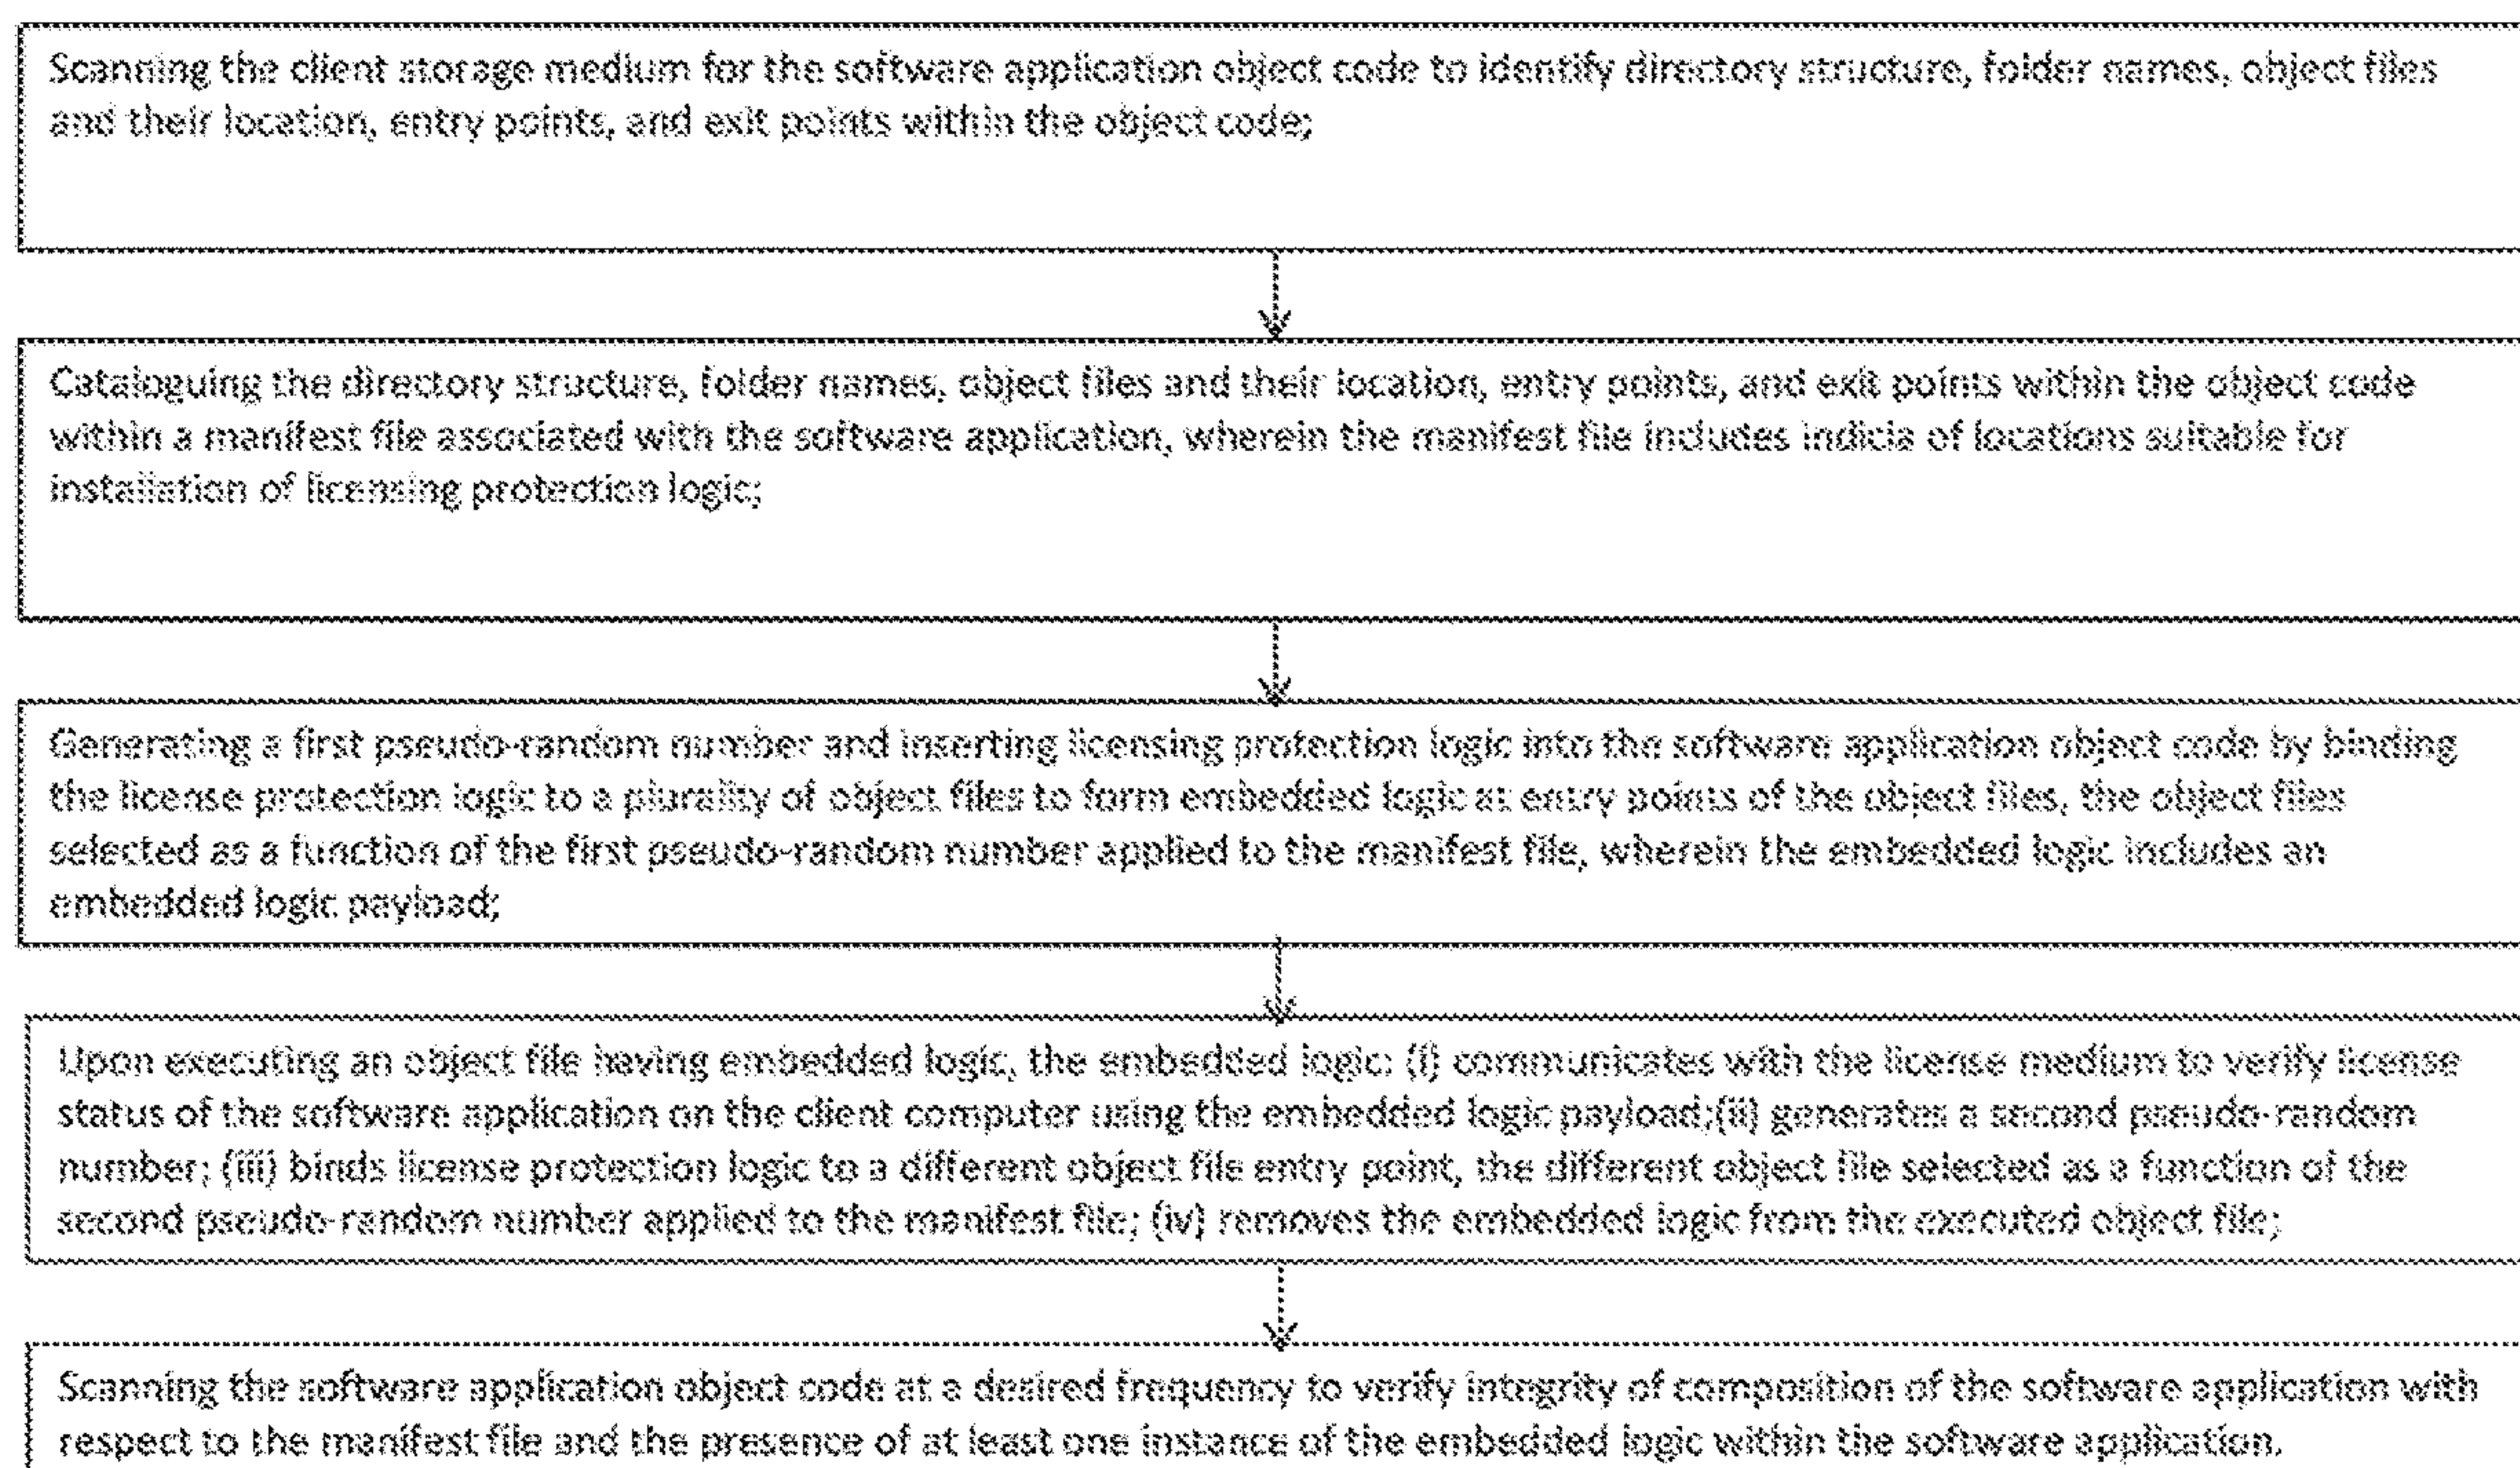 Scanning the client storage medium for the software application object code to identify directory structure, folder names, object files
and their location, entry points, and exit points within the object code;
Cataloguing the directory structure, folder names, object files and their location, entry points, and exit points within the object code
within a manifest file associated with the software application, wherein the manifest file includes indicia of locations suitable for
installation of licensing protection logic;
Generating a first pseudo-random number and inserting licensing protection logic into the software application object code by binding
the license protection logic to a plurality of object files to form embedded logic at entry points of the object files, the object files
selected as a function of the first pseudo-random number applied to the manifest file, wherein the embedded logic includes an
embedded logic payload;
Upon executing an object file having embedded logic, the embedded logic: (i) communicates with the license medium to verify license
status of the software application on the client computer using the embedded logic payload;(ii) generates a second pseudo-random
number; (iii) binds license protection logic to a different object file entry point, the different object file selected as a function of the
second pseudo-random number applied to the manifest file; (iv) removes the embedded logic from the executed object file;
Scanning the software application object code at a desired frequency to verify integrity of composition of the software application with
respect to the manifest file and the presence of at least one instance of the embedded logic within the software application.